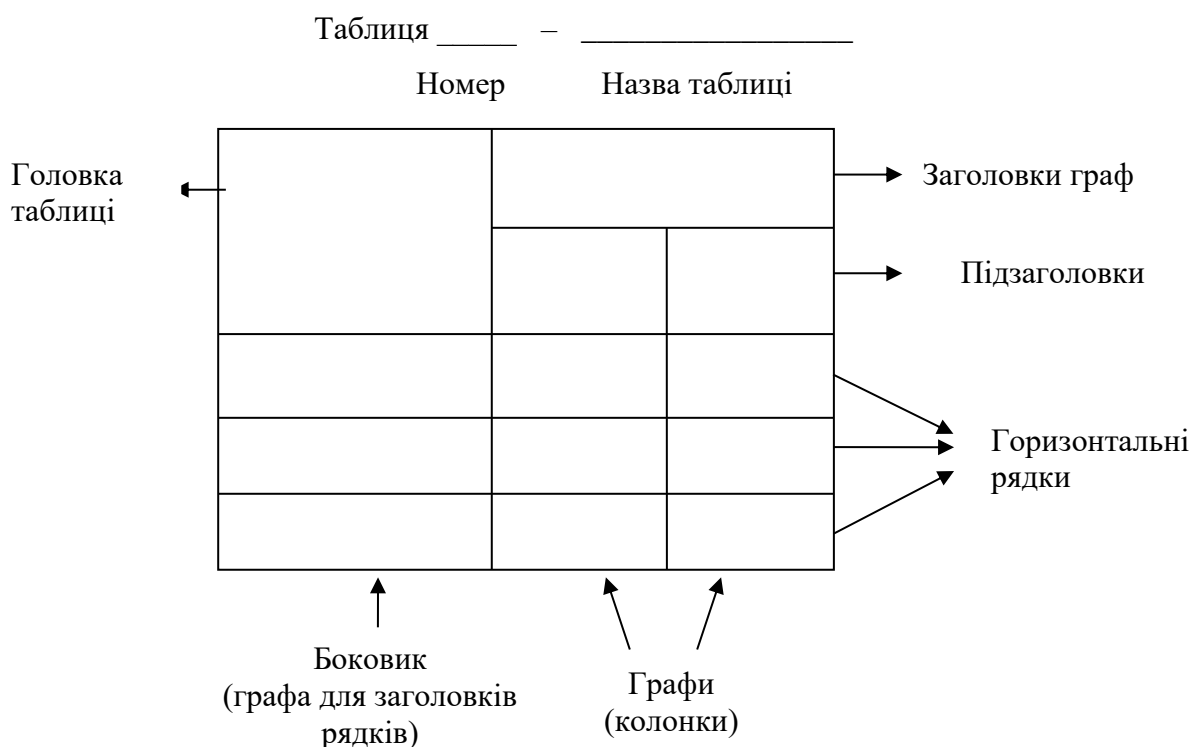 Таблиця _____ – _________________
Номер Назва таблиці
Головка
таблиці
Заголовки граф
Підзаголовки
Горизонтальні
рядки
Боковик
(графа для заголовків
рядків)
Графи
(колонки)